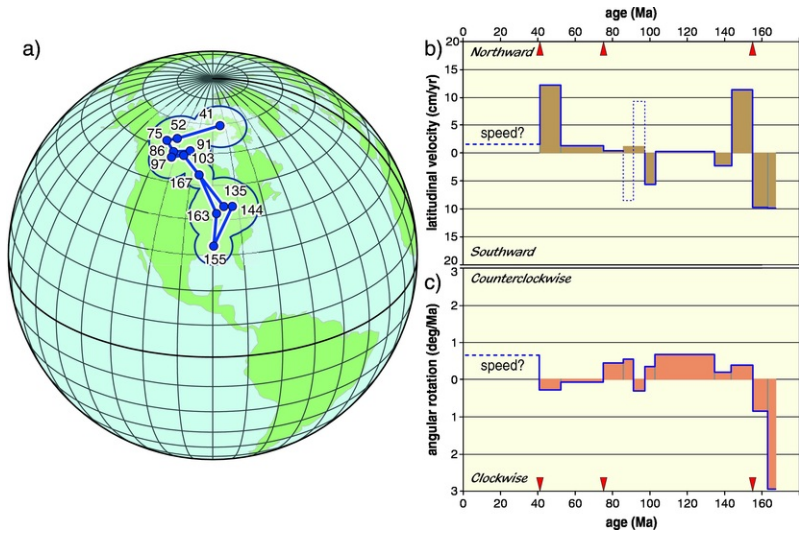 a)
41
52
75
86
91
97
103
167
135
163
144
155
age (Ma)
0 20 40 60 80 100 120 140 160
b)
Northward
20
15
10
5
0
5
10
15
20
latitudinal velocity (cm/yr)
speed?
Southward
c)
Counterclockwise
3
2
1
0
1
2
3
angular rotation (deg/Ma)
speed?
Clockwise
0 20 40 60 80 100 120 140 160
age (Ma)